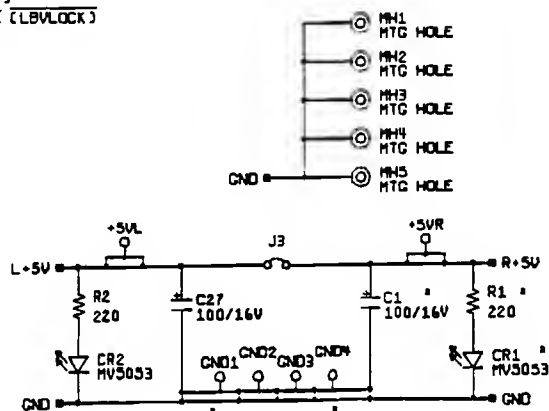 (LBVLOCK)
MH1
MTG HOLE
MH2
MTG HOLE
MH3
MTG HOLE
MH4
MTG HOLE
GND
MH5
MTG HOLE
+5VL
J3
+5VR
L+5V
R+5V
R2
220
C27
100/16V
C1 *
100/16V
R1 *
220
CR2
MV5053
GND1
GND2
GND3
GND4
CR1 *
MV5053
GND
* *
GND